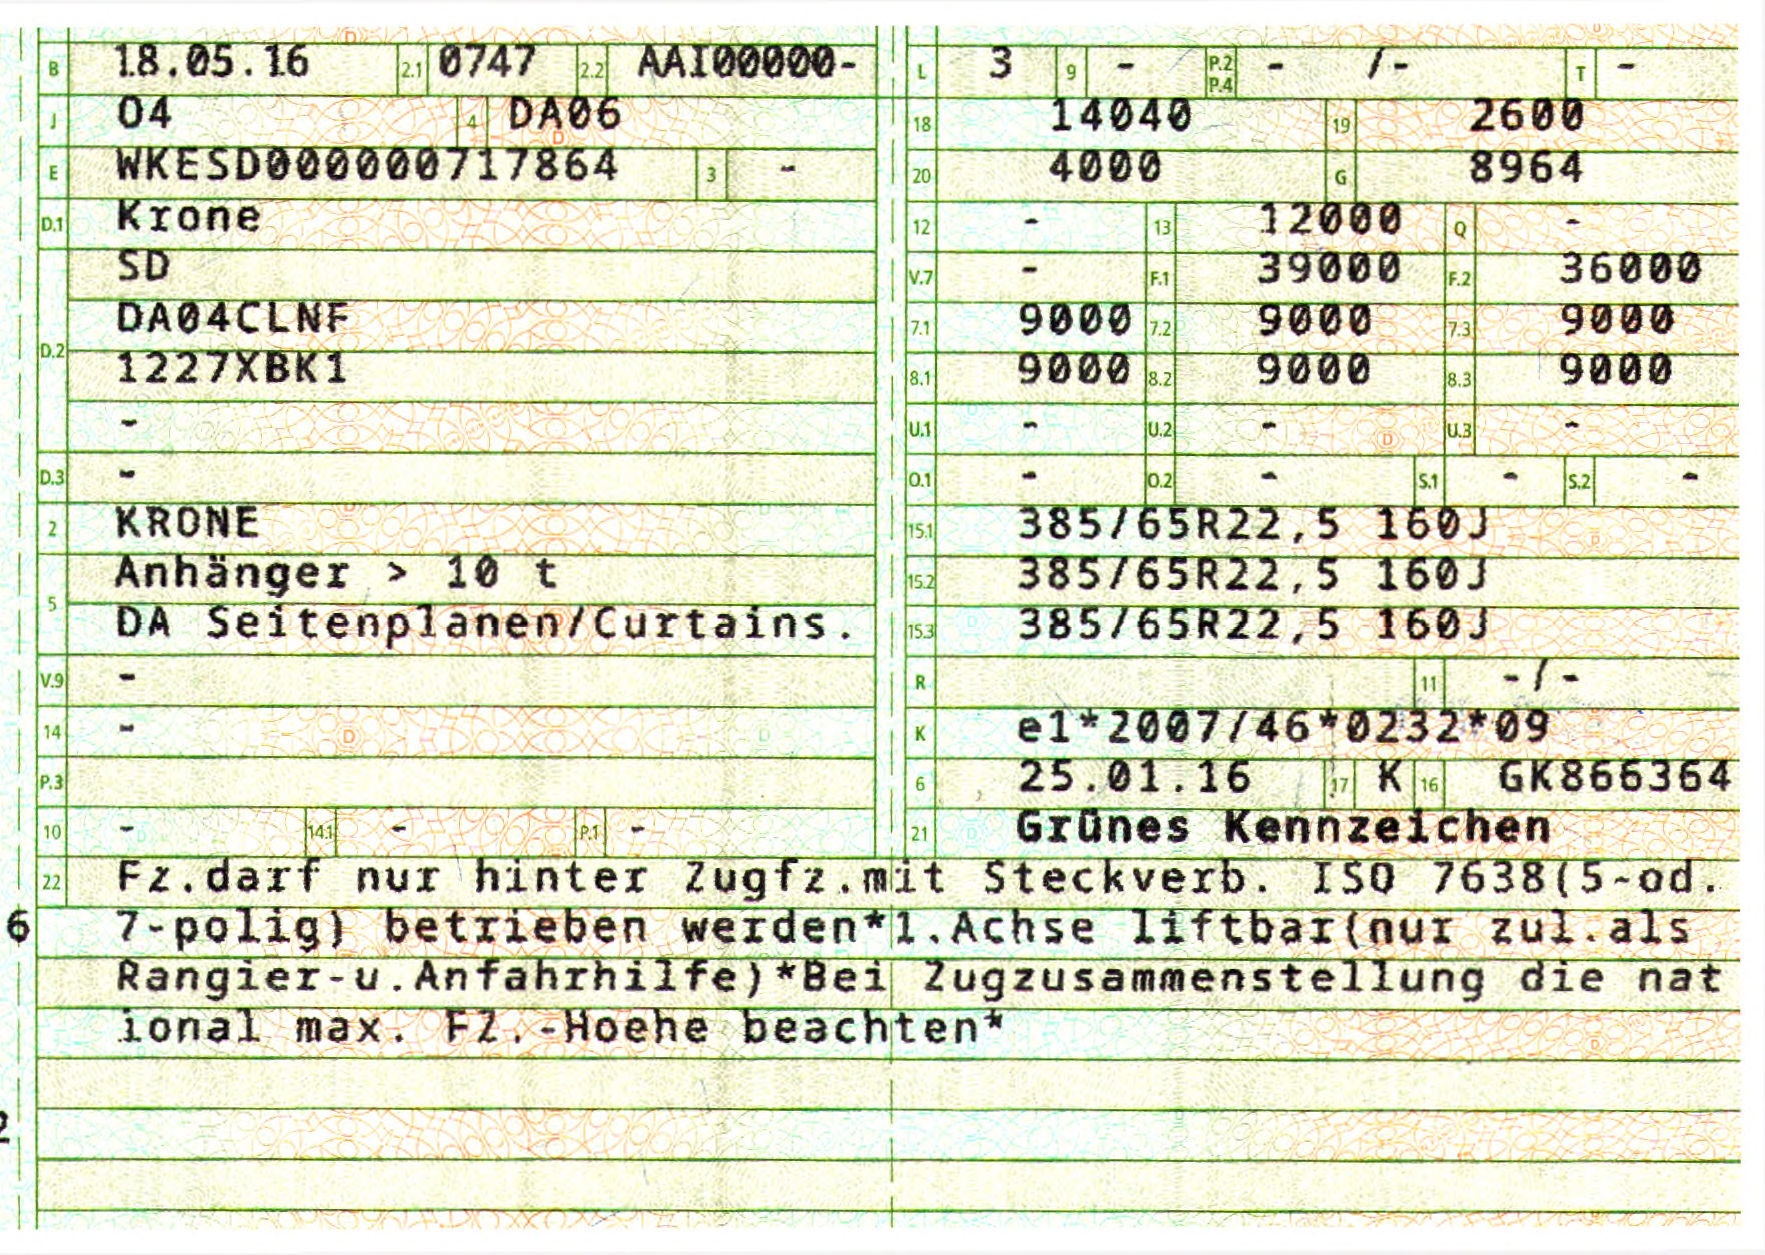 B 18.05.16 2.1 0747 2.2 AAI00000-
J O4 4 DA06
E WKESD000000717864 3 -
D.1 Krone
SD
DA04CLNF
D.2
1227XBK1
-
D.3 -
2 KRONE
Anhänger > 10 t
5
DA Seitenplanen/Curtains.
V.9 -
14 -
P.3
10 - 14.1 - P.1 -
L 3 9 - P.2 P.4 - /- T -
18 14040 19 2600
20 4000 G 8964
12 - 13 12000 Q -
V.7 - F.1 39000 F.2 36000
7.1 9000 7.2 9000 7.3 9000
8.1 9000 8.2 9000 8.3 9000
U.1 - U.2 - U.3 -
O.1 - O.2 - S.1 - S.2 -
15.1 385/65R22,5 160J
15.2 385/65R22,5 160J
15.3 385/65R22,5 160J
R 11 -/-
K e1*2007/46*0232*09
6 25.01.16 17 K 16 GK866364
21 Grünes Kennzeichen
22 Fz.darf nur hinter Zugfz.mit Steckverb. ISO 7638(5-od.
6 7-polig) betrieben werden*1.Achse liftbar(nur zul.als
Rangier-u.Anfahrhilfe)*Bei Zugzusammenstellung die nat
ional max. FZ.-Hoehe beachten*
2